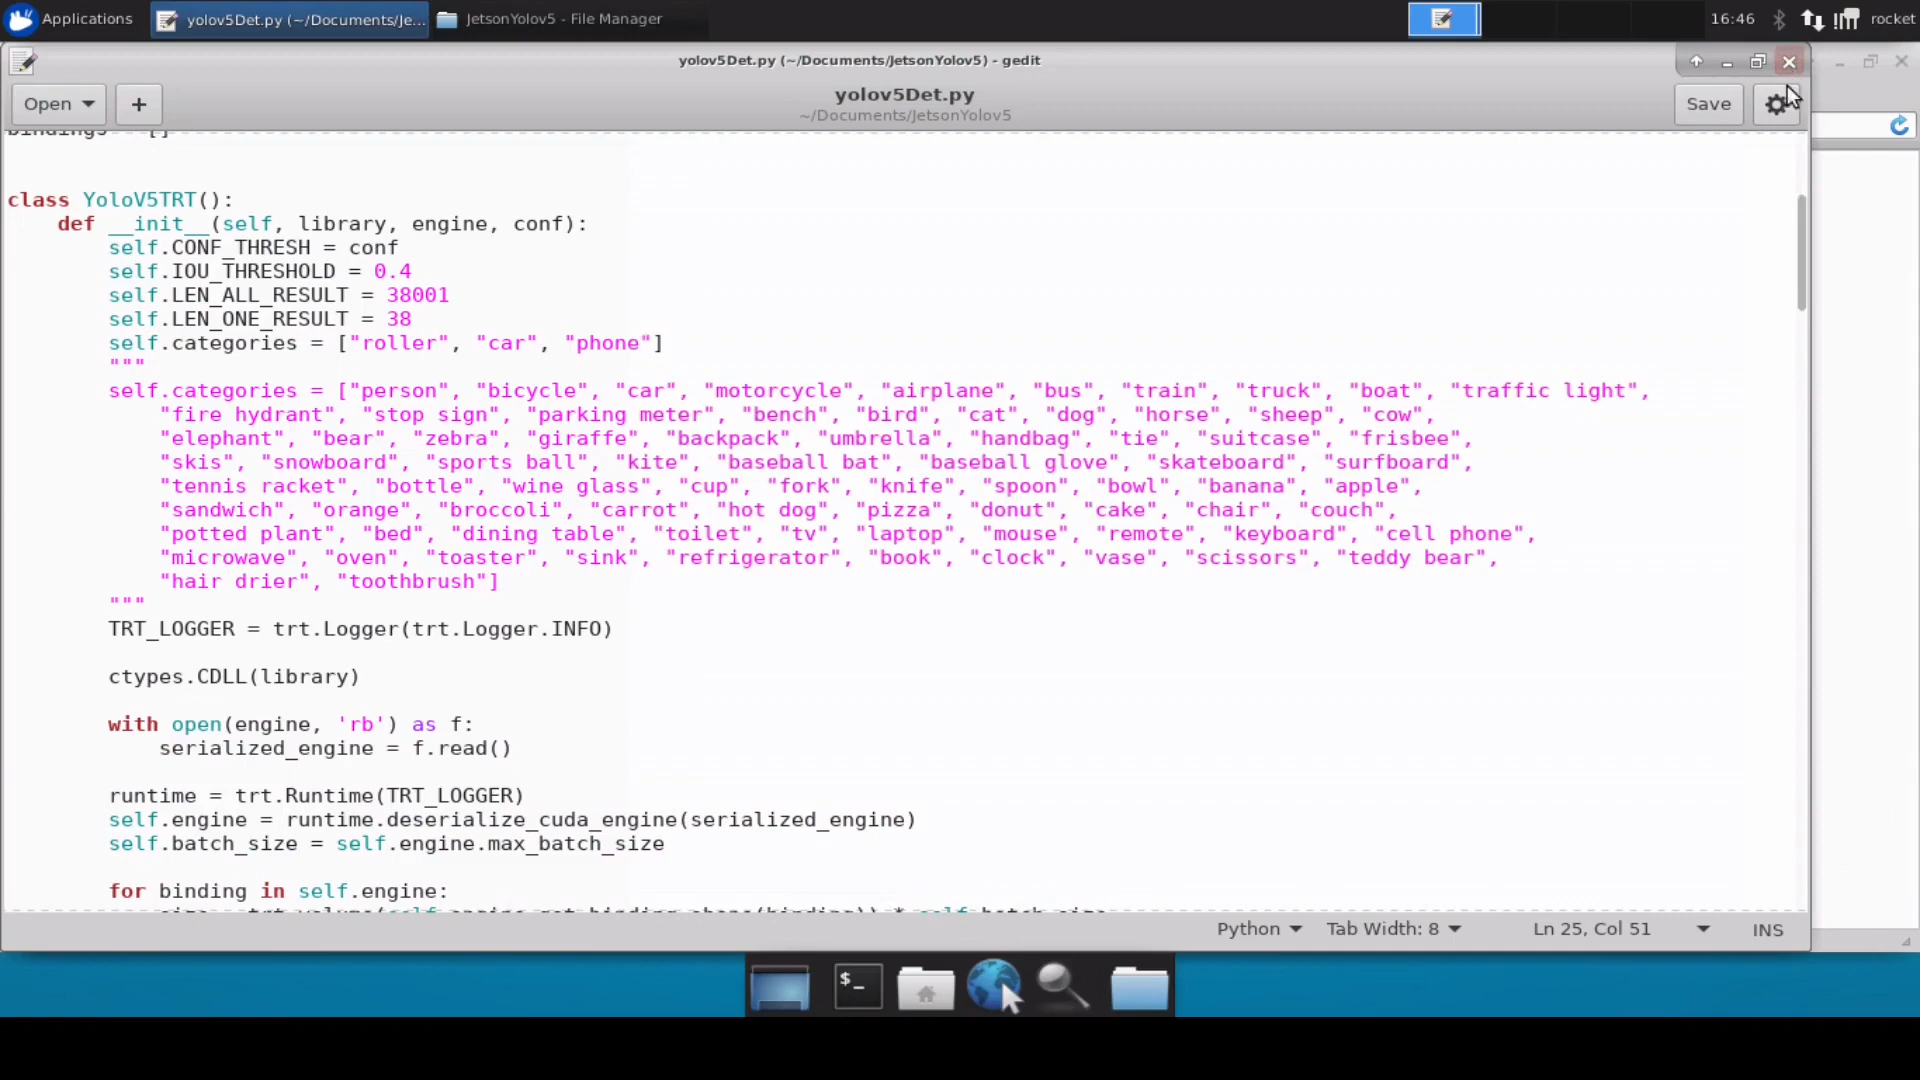 Applications
yolov5Det.py (~/Documents/Je...
JetsonYolov5 - File Manager
16:46
rocket
yolov5Det.py (~/Documents/JetsonYolov5) - gedit
Open
+
yolov5Det.py
~/Documents/JetsonYolov5
Save
class YoloV5TRT():
def __init__(self, library, engine, conf):
self.CONF_THRESH = conf
self.IOU_THRESHOLD = 0.4
self.LEN_ALL_RESULT = 38001
self.LEN_ONE_RESULT = 38
self.categories = ["roller", "car", "phone"]
"""
self.categories = ["person", "bicycle", "car", "motorcycle", "airplane", "bus", "train", "truck", "boat", "traffic light",
"fire hydrant", "stop sign", "parking meter", "bench", "bird", "cat", "dog", "horse", "sheep", "cow",
"elephant", "bear", "zebra", "giraffe", "backpack", "umbrella", "handbag", "tie", "suitcase", "frisbee",
"skis", "snowboard", "sports ball", "kite", "baseball bat", "baseball glove", "skateboard", "surfboard",
"tennis racket", "bottle", "wine glass", "cup", "fork", "knife", "spoon", "bowl", "banana", "apple",
"sandwich", "orange", "broccoli", "carrot", "hot dog", "pizza", "donut", "cake", "chair", "couch",
"potted plant", "bed", "dining table", "toilet", "tv", "laptop", "mouse", "remote", "keyboard", "cell phone",
"microwave", "oven", "toaster", "sink", "refrigerator", "book", "clock", "vase", "scissors", "teddy bear",
"hair drier", "toothbrush"]
"""
TRT_LOGGER = trt.Logger(trt.Logger.INFO)
ctypes.CDLL(library)
with open(engine, 'rb') as f:
serialized_engine = f.read()
runtime = trt.Runtime(TRT_LOGGER)
self.engine = runtime.deserialize_cuda_engine(serialized_engine)
self.batch_size = self.engine.max_batch_size
for binding in self.engine:
Python
Tab Width: 8
Ln 25, Col 51
INS
$_